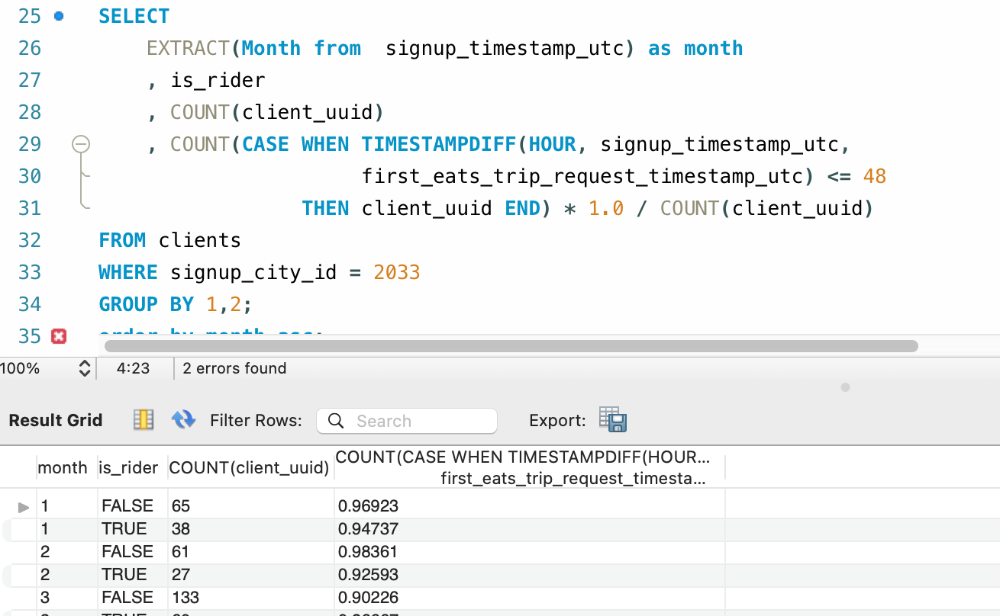 25 SELECT
26 EXTRACT(Month from  signup_timestamp_utc) as month
27 , is_rider
28 , COUNT(client_uuid)
29 , COUNT(CASE WHEN TIMESTAMPDIFF(HOUR, signup_timestamp_utc,
30 first_eats_trip_request_timestamp_utc) <= 48
31 THEN client_uuid END) * 1.0 / COUNT(client_uuid)
32 FROM clients
33 WHERE signup_city_id = 2033
34 GROUP BY 1,2;
35 order by month asc;
100% 4:23 2 errors found
Result Grid Filter Rows: Search Export:
month is_rider COUNT(client_uuid) COUNT(CASE WHEN TIMESTAMPDIFF(HOUR...
first_eats_trip_request_timesta...
1 FALSE 65 0.96923
1 TRUE 38 0.94737
2 FALSE 61 0.98361
2 TRUE 27 0.92593
3 FALSE 133 0.90226